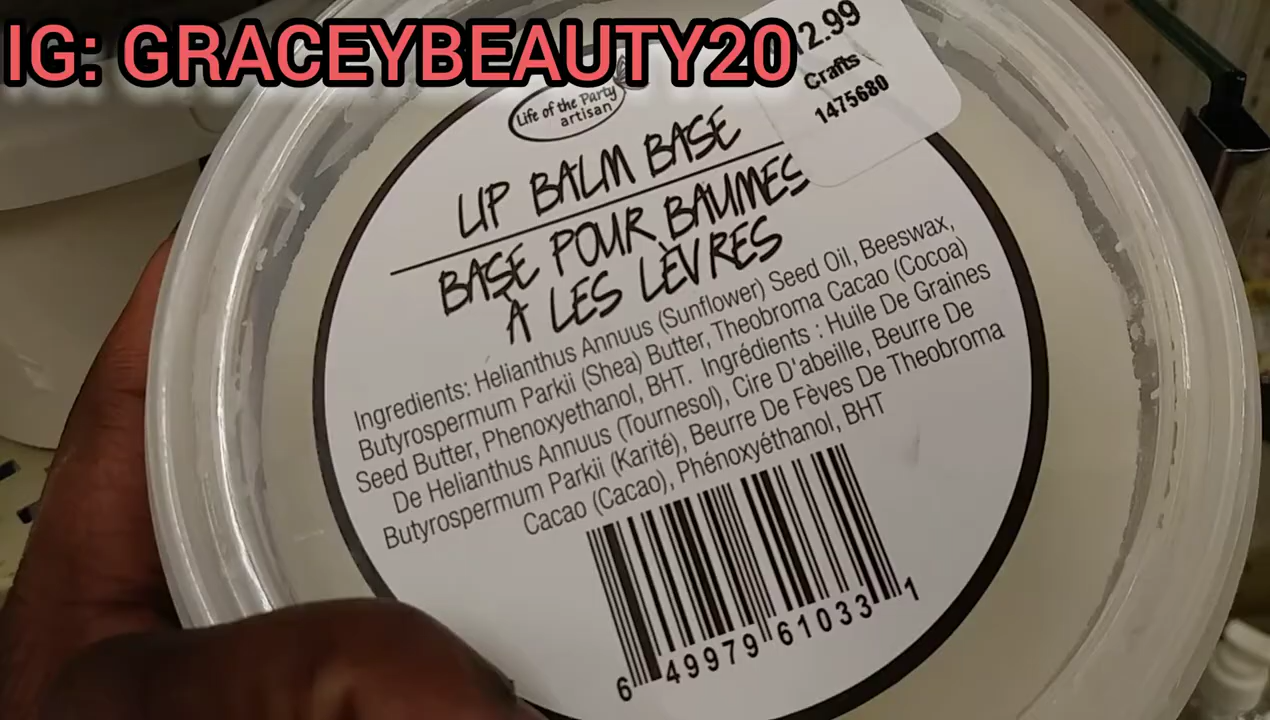 IG: GRACEYBEAUTY20
12.99
Crafts
1475680
Life of the Party
artisan
LIP BALM BASE
BASE POUR BAUMES
À LES LÈVRES
Ingredients: Helianthus Annuus (Sunflower) Seed Oil, Beeswax,
Butyrospermum Parkii (Shea) Butter, Theobroma Cacao (Cocoa)
Seed Butter, Phenoxyethanol, BHT. Ingrédients : Huile De Graines
De Helianthus Annuus (Tournesol), Cire D'abeille, Beurre De
Butyrospermum Parkii (Karité), Beurre De Fèves De Theobroma
Cacao (Cacao), Phénoxyéthanol, BHT
6 49979 61033 1